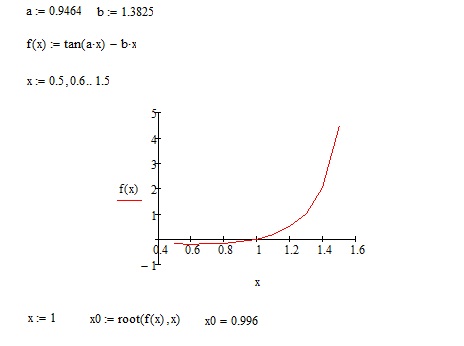 a := 0.9464 b := 1.3825
f(x) := tan(a·x) − b·x
x := 0.5, 0.6.. 1.5
5
4
3
f(x) 2
1
0.4 0.6 0.8 1 1.2 1.4 1.6
−1
x
x := 1 x0 := root(f(x), x) x0 = 0.996